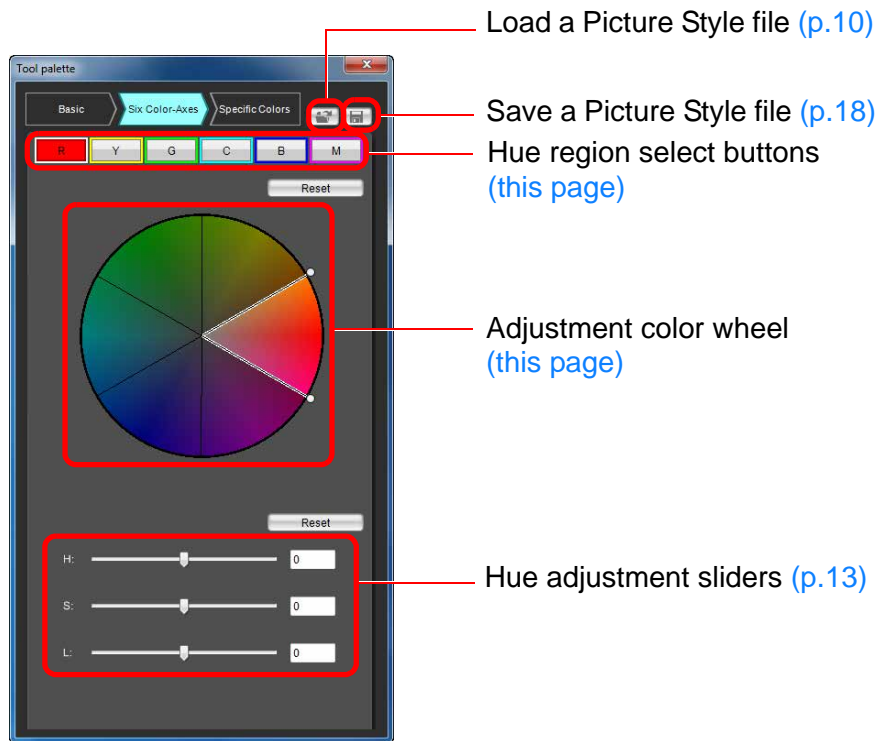 Load a Picture Style file (p.10)
Tool palette
Basic Six Color-Axes Specific Colors
Save a Picture Style file (p.18)
R Y G C B M
Hue region select buttons
(this page)
Reset
Adjustment color wheel
(this page)
Reset
H: 0
Hue adjustment sliders (p.13)
S: 0
L: 0